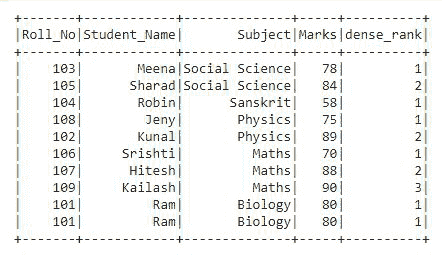 +-------+------------+--------------+-----+----------+
|Roll_No|Student_Name|       Subject|Marks|dense_rank|
+-------+------------+--------------+-----+----------+
|    103|       Meena|Social Science|   78|         1|
|    105|      Sharad|Social Science|   84|         2|
|    104|       Robin|      Sanskrit|   58|         1|
|    108|        Jeny|       Physics|   75|         1|
|    102|       Kunal|       Physics|   89|         2|
|    106|     Srishti|         Maths|   70|         1|
|    107|      Hitesh|         Maths|   88|         2|
|    109|     Kailash|         Maths|   90|         3|
|    101|         Ram|       Biology|   80|         1|
|    101|         Ram|       Biology|   80|         1|
+-------+------------+--------------+-----+----------+